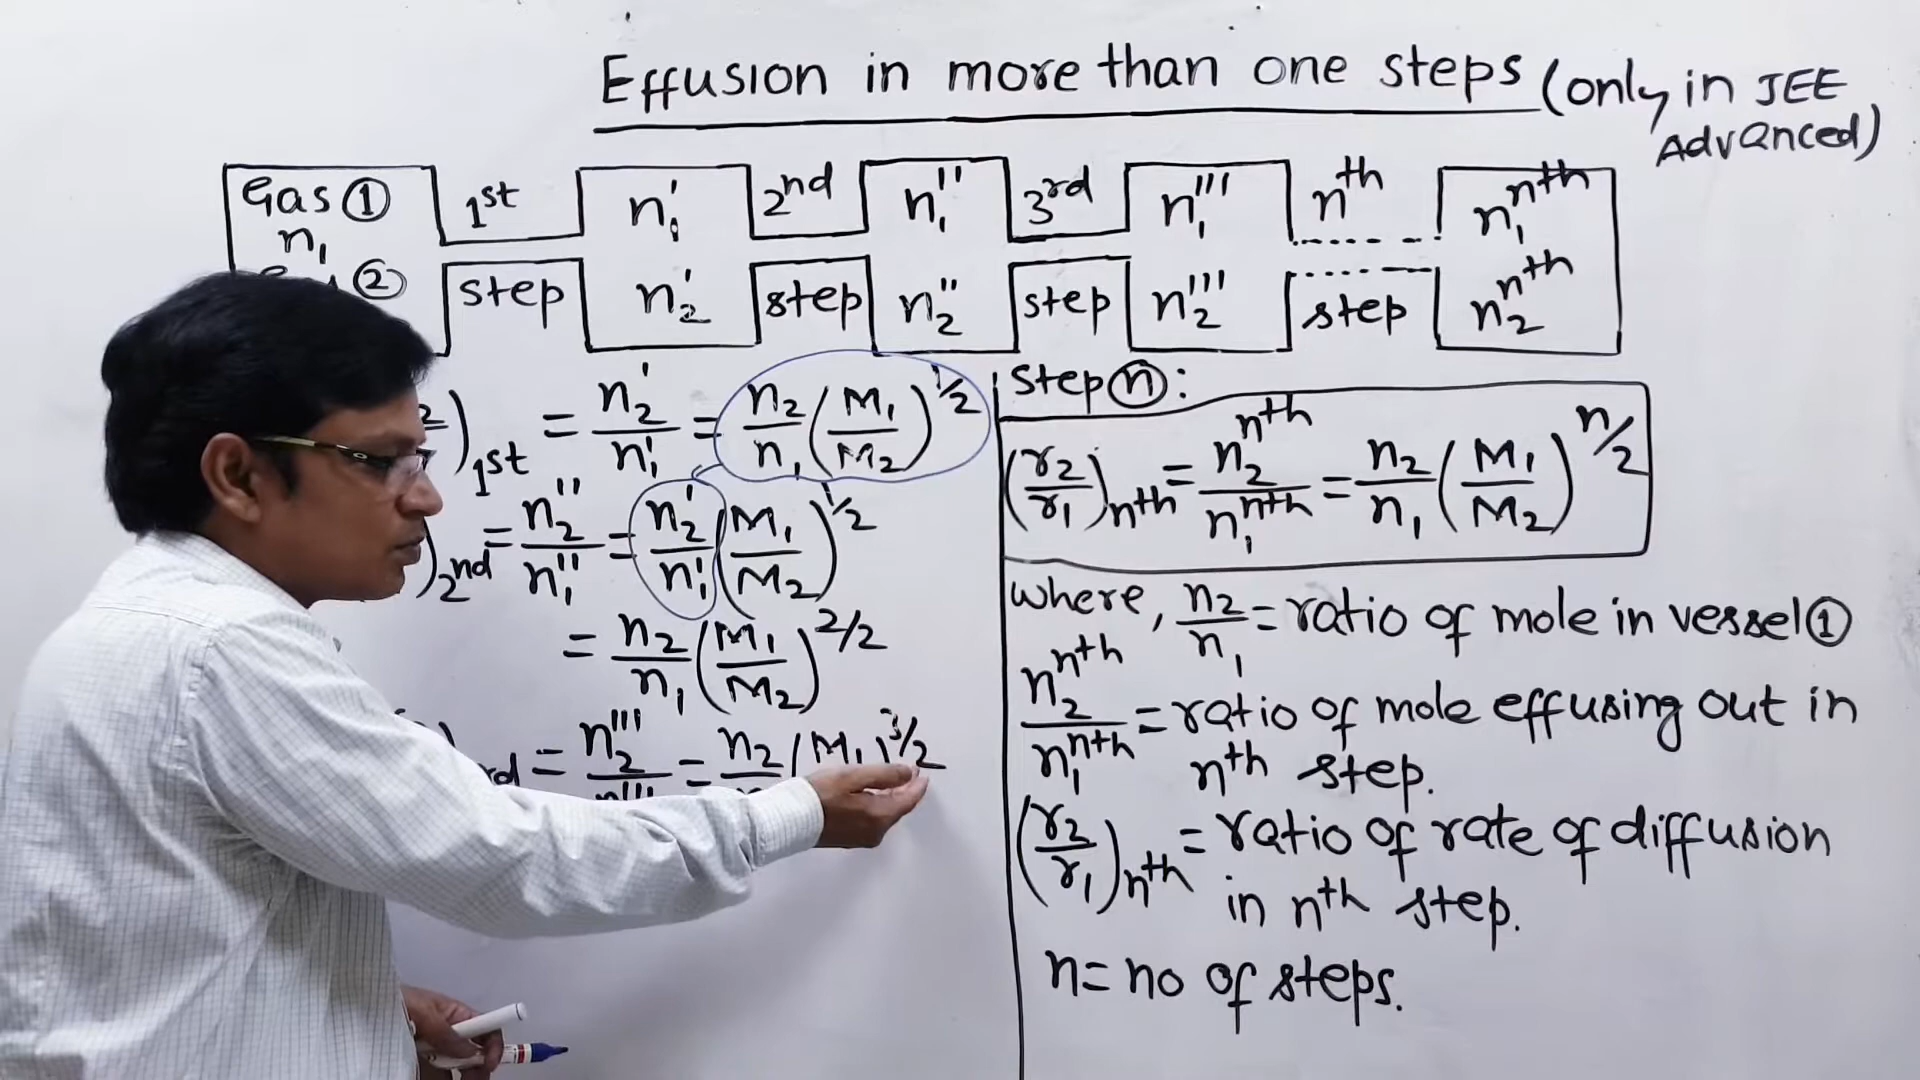 Effusion in more than one steps (only in JEE Advanced)
Gas ① 1st n₁' 2nd n₁'' 3rd n₁''' nth n₁ⁿᵗʰ
n₁
② step n₂' step n₂'' step n₂''' step n₂ⁿᵗʰ
)1st = n₂'/n₁' = n₂/n₁ (M₁/M₂)^1/2
)2nd = n₂''/n₁'' = n₂'/n₁' (M₁/M₂)^1/2
= n₂/n₁ (M₁/M₂)^2/2
rd = n₂'''/n₁''' = n₂/n (M₁ )^3/2
Step ⓝ:
(r₂/r₁)nth = n₂ⁿᵗʰ/n₁ⁿᵗʰ = n₂/n₁ (M₁/M₂)^n/2
where, n₂/n₁ = ratio of mole in vessel ①
n₂ⁿᵗʰ/n₁ⁿᵗʰ = ratio of mole effusing out in
nth step.
(r₂/r₁)nth = ratio of rate of diffusion
in nth step.
n = no of steps.